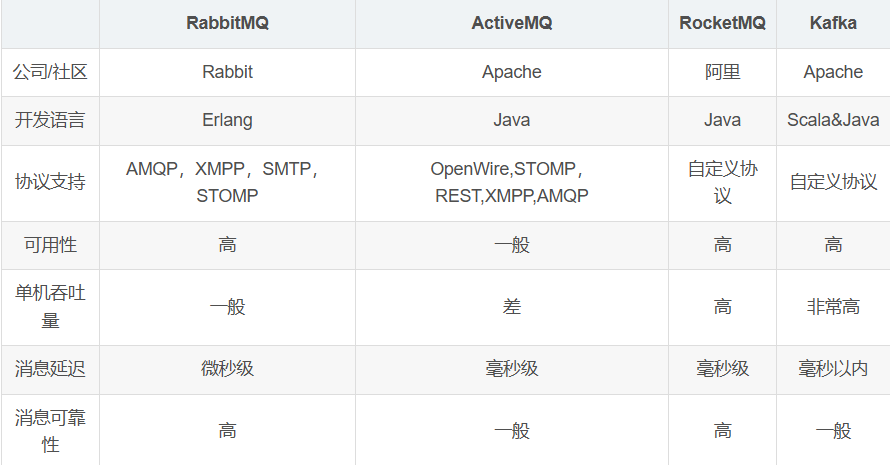 RabbitMQ ActiveMQ RocketMQ Kafka
公司/社区 Rabbit Apache 阿里 Apache
开发语言 Erlang Java Java Scala&Java
协议支持 AMQP，XMPP，SMTP， STOMP OpenWire,STOMP， REST,XMPP,AMQP 自定义协议 自定义协议
可用性 高 一般 高 高
单机吞吐量 一般 差 高 非常高
消息延迟 微秒级 毫秒级 毫秒级 毫秒以内
消息可靠性 高 一般 高 一般